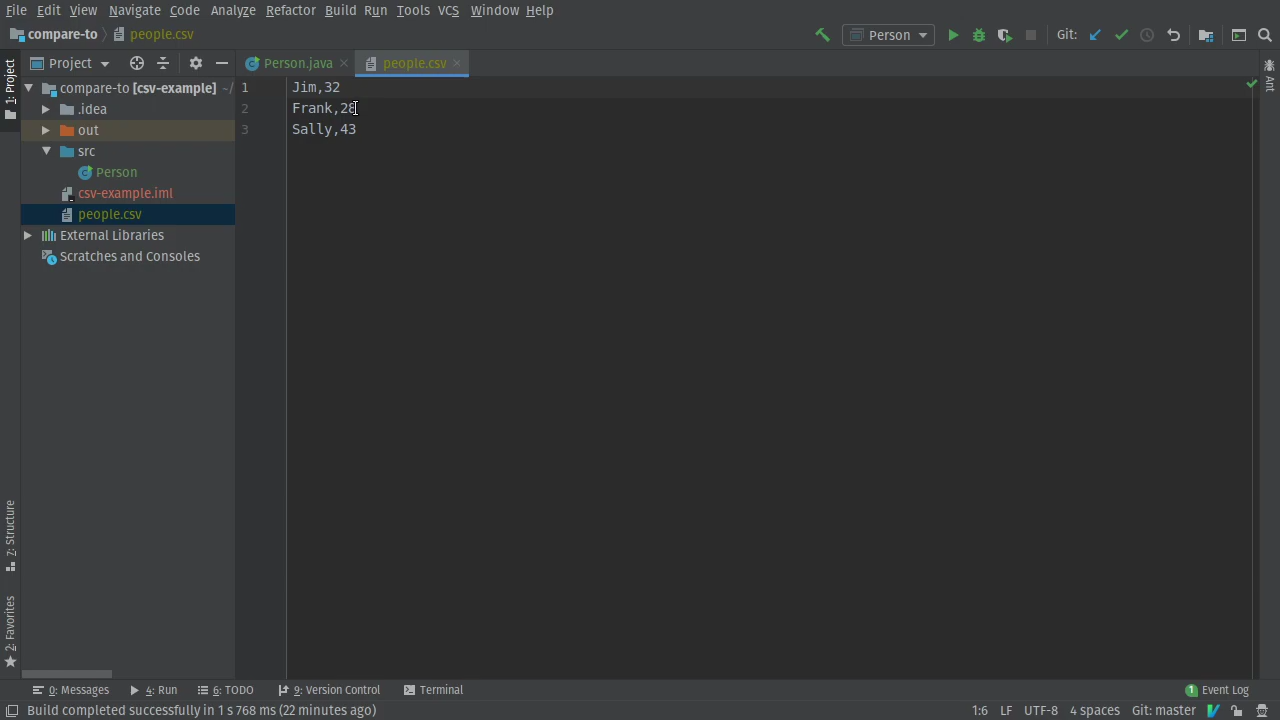 File Edit View Navigate Code Analyze Refactor Build Run Tools VCS Window Help
compare-to people.csv Person Git:
1: Project Project Person.java people.csv Ant
compare-to [csv-example] ~/
.idea
out
src
Person
csv-example.iml
people.csv
External Libraries
Scratches and Consoles
1 Jim,32
2 Frank,28
3 Sally,43
7: Structure
2: Favorites
0: Messages 4: Run 6: TODO 9: Version Control Terminal 1 Event Log
Build completed successfully in 1 s 768 ms (22 minutes ago) 1:6 LF UTF-8 4 spaces Git: master